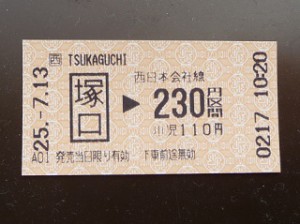 西 TSUKAGUCHI
塚口 ▶ 230円区間
西日本会社線
小児110円
25.-7.13
0217 10:20
A01 発売当日限り有効 下車前途無効